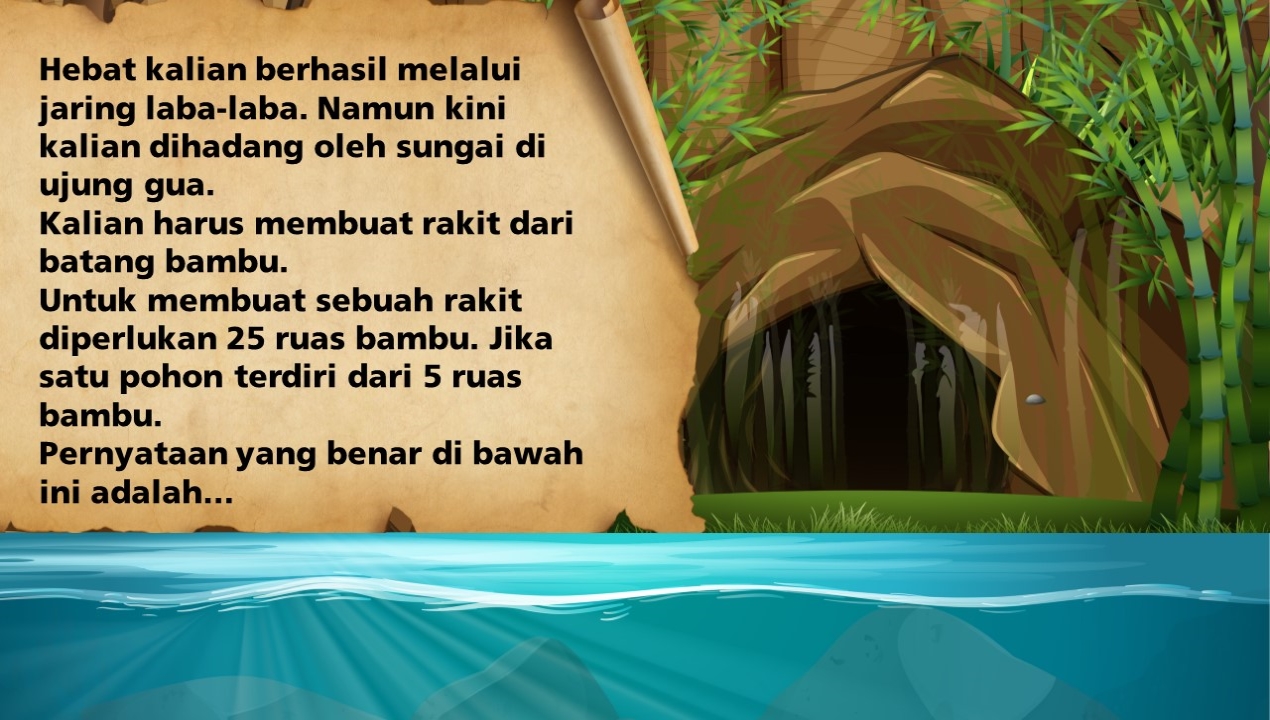 Hebat kalian berhasil melalui
jaring laba-laba. Namun kini
kalian dihadang oleh sungai di
ujung gua.
Kalian harus membuat rakit dari
batang bambu.
Untuk membuat sebuah rakit
diperlukan 25 ruas bambu. Jika
satu pohon terdiri dari 5 ruas
bambu.
Pernyataan yang benar di bawah
ini adalah...